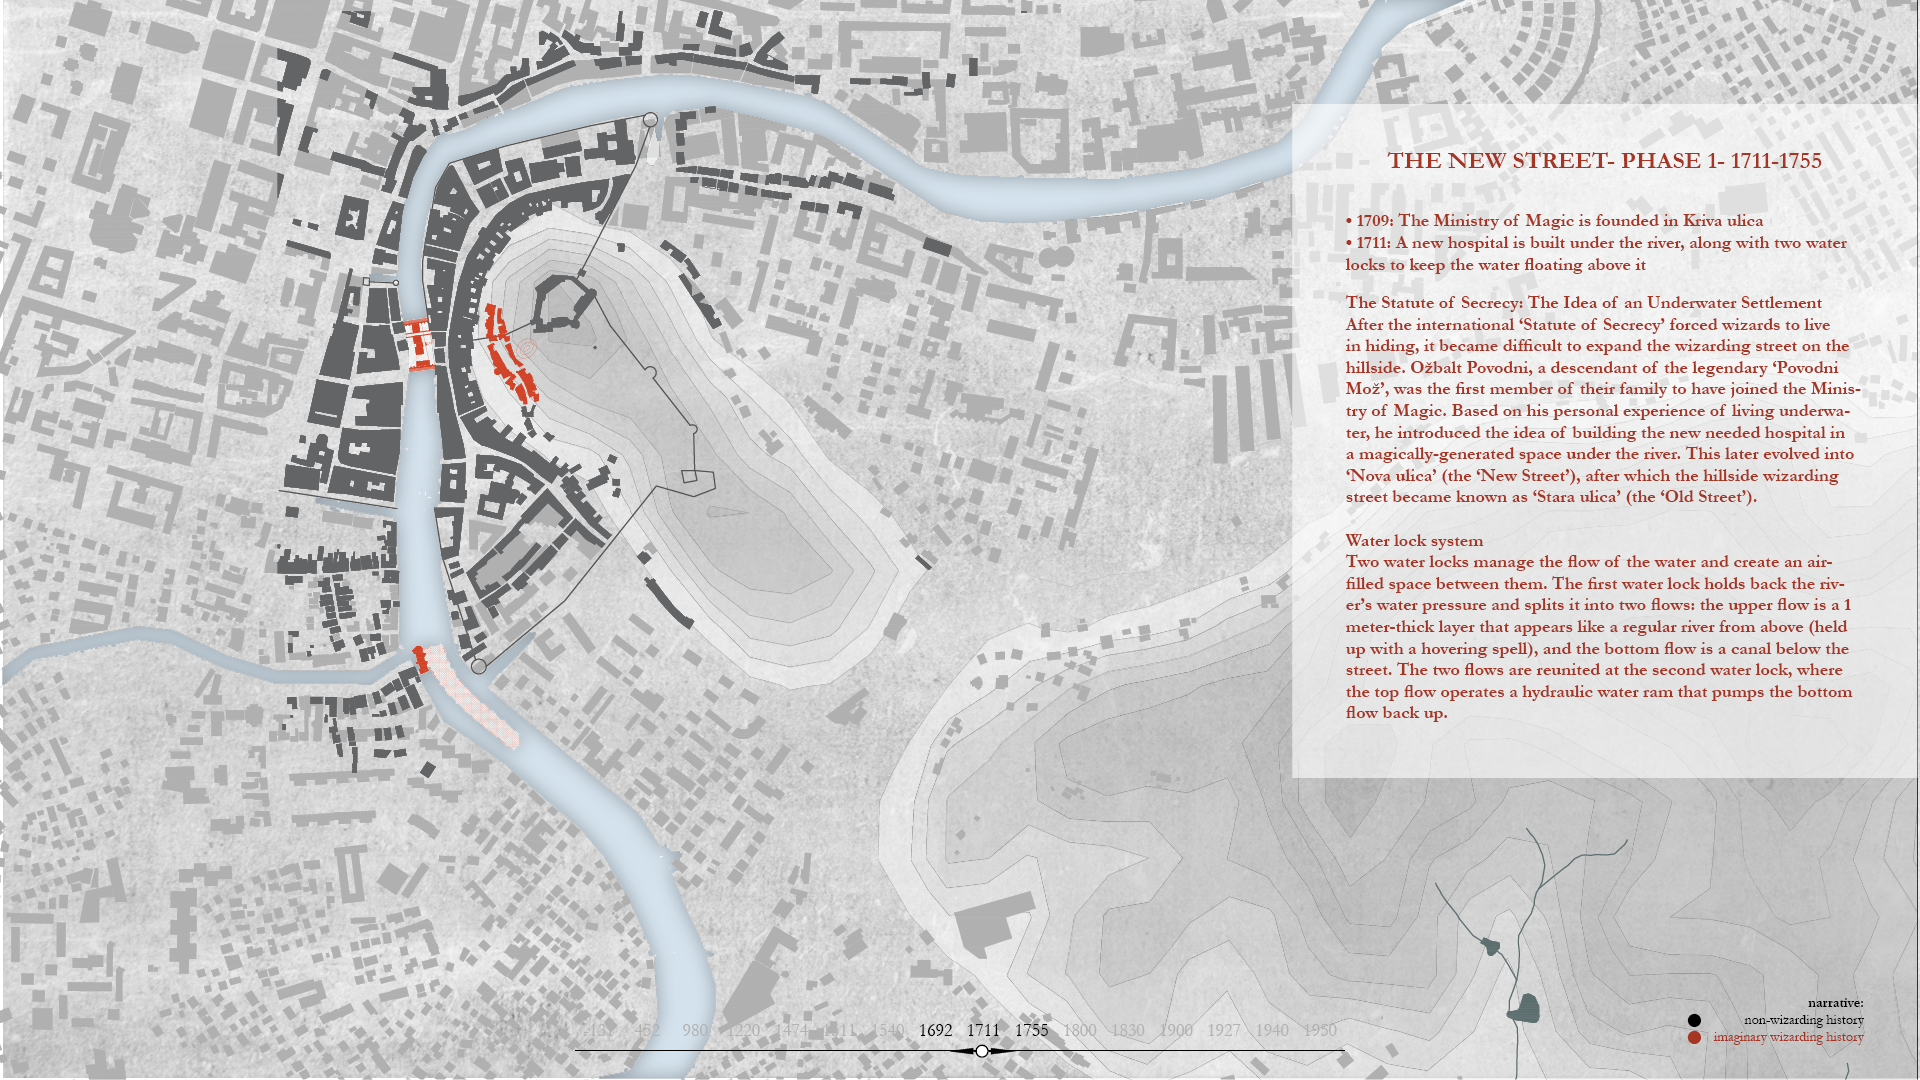 THE NEW STREET- PHASE 1- 1711-1755
• 1709: The Ministry of Magic is founded in Kriva ulica
• 1711: A new hospital is built under the river, along with two water
locks to keep the water floating above it
The Statute of Secrecy: The Idea of an Underwater Settlement
After the international ‘Statute of Secrecy’ forced wizards to live
in hiding, it became difficult to expand the wizarding street on the
hillside. Ožbalt Povodni, a descendant of the legendary ‘Povodni
Mož’, was the first member of their family to have joined the Minis-
try of Magic. Based on his personal experience of living underwa-
ter, he introduced the idea of building the new needed hospital in
a magically-generated space under the river. This later evolved into
‘Nova ulica’ (the ‘New Street’), after which the hillside wizarding
street became known as ‘Stara ulica’ (the ‘Old Street’).
Water lock system
Two water locks manage the flow of the water and create an air-
filled space between them. The first water lock holds back the riv-
er’s water pressure and splits it into two flows: the upper flow is a 1
meter-thick layer that appears like a regular river from above (held
up with a hovering spell), and the bottom flow is a canal below the
street. The two flows are reunited at the second water lock, where
the top flow operates a hydraulic water ram that pumps the bottom
flow back up.
narrative:
non-wizarding history
imaginary wizarding history
452 980 1220 1474 1511 1540 1692 1711 1755 1800 1830 1900 1927 1940 1950